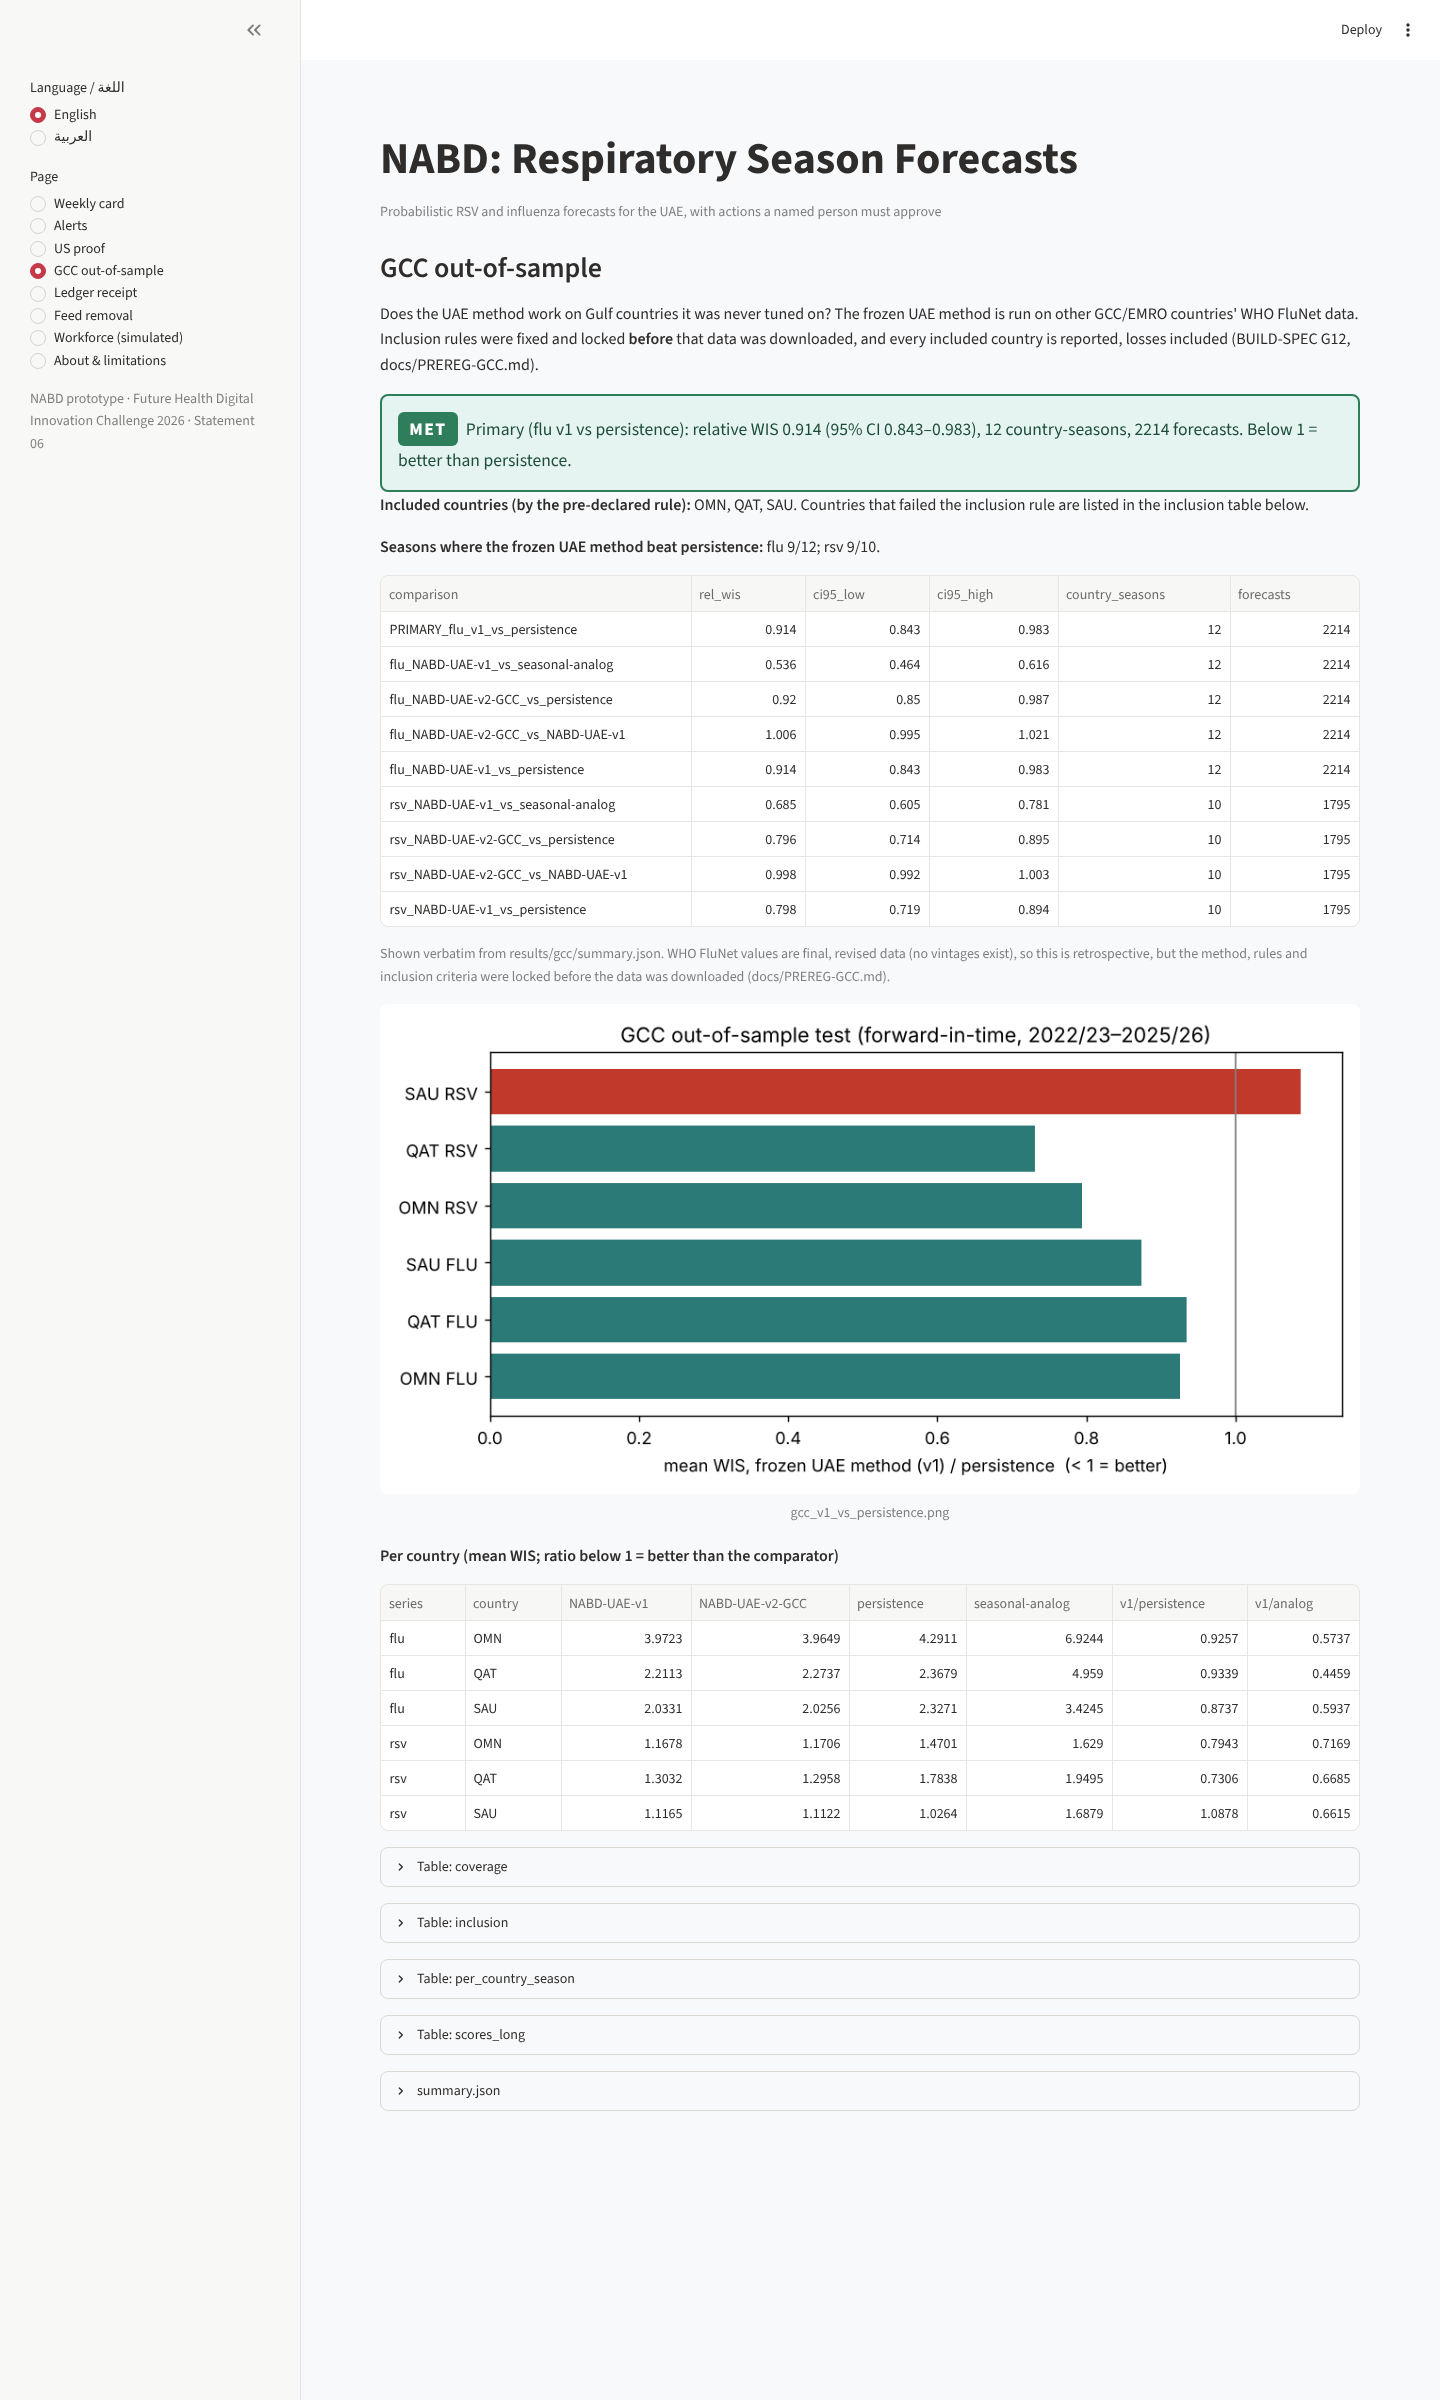 Deploy
Language / اللغة
English
العربية
Page
Weekly card
Alerts
US proof
GCC out-of-sample
Ledger receipt
Feed removal
Workforce (simulated)
About & limitations
NABD prototype · Future Health Digital
Innovation Challenge 2026 · Statement
06
NABD: Respiratory Season Forecasts
Probabilistic RSV and influenza forecasts for the UAE, with actions a named person must approve
GCC out-of-sample
Does the UAE method work on Gulf countries it was never tuned on? The frozen UAE method is run on other GCC/EMRO countries' WHO FluNet data.
Inclusion rules were fixed and locked before that data was downloaded, and every included country is reported, losses included (BUILD-SPEC G12,
docs/PREREG-GCC.md).
MET Primary (flu v1 vs persistence): relative WIS 0.914 (95% CI 0.843–0.983), 12 country-seasons, 2214 forecasts. Below 1 =
better than persistence.
Included countries (by the pre-declared rule): OMN, QAT, SAU. Countries that failed the inclusion rule are listed in the inclusion table below.
Seasons where the frozen UAE method beat persistence: flu 9/12; rsv 9/10.
comparison rel_wis ci95_low ci95_high country_seasons forecasts
PRIMARY_flu_v1_vs_persistence 0.914 0.843 0.983 12 2214
flu_NABD-UAE-v1_vs_seasonal-analog 0.536 0.464 0.616 12 2214
flu_NABD-UAE-v2-GCC_vs_persistence 0.92 0.85 0.987 12 2214
flu_NABD-UAE-v2-GCC_vs_NABD-UAE-v1 1.006 0.995 1.021 12 2214
flu_NABD-UAE-v1_vs_persistence 0.914 0.843 0.983 12 2214
rsv_NABD-UAE-v1_vs_seasonal-analog 0.685 0.605 0.781 10 1795
rsv_NABD-UAE-v2-GCC_vs_persistence 0.796 0.714 0.895 10 1795
rsv_NABD-UAE-v2-GCC_vs_NABD-UAE-v1 0.998 0.992 1.003 10 1795
rsv_NABD-UAE-v1_vs_persistence 0.798 0.719 0.894 10 1795
Shown verbatim from results/gcc/summary.json. WHO FluNet values are final, revised data (no vintages exist), so this is retrospective, but the method, rules and
inclusion criteria were locked before the data was downloaded (docs/PREREG-GCC.md).
GCC out-of-sample test (forward-in-time, 2022/23–2025/26)
SAU RSV
QAT RSV
OMN RSV
SAU FLU
QAT FLU
OMN FLU
0.0 0.2 0.4 0.6 0.8 1.0
mean WIS, frozen UAE method (v1) / persistence (< 1 = better)
gcc_v1_vs_persistence.png
Per country (mean WIS; ratio below 1 = better than the comparator)
series country NABD-UAE-v1 NABD-UAE-v2-GCC persistence seasonal-analog v1/persistence v1/analog
flu OMN 3.9723 3.9649 4.2911 6.9244 0.9257 0.5737
flu QAT 2.2113 2.2737 2.3679 4.959 0.9339 0.4459
flu SAU 2.0331 2.0256 2.3271 3.4245 0.8737 0.5937
rsv OMN 1.1678 1.1706 1.4701 1.629 0.7943 0.7169
rsv QAT 1.3032 1.2958 1.7838 1.9495 0.7306 0.6685
rsv SAU 1.1165 1.1122 1.0264 1.6879 1.0878 0.6615
Table: coverage
Table: inclusion
Table: per_country_season
Table: scores_long
summary.json